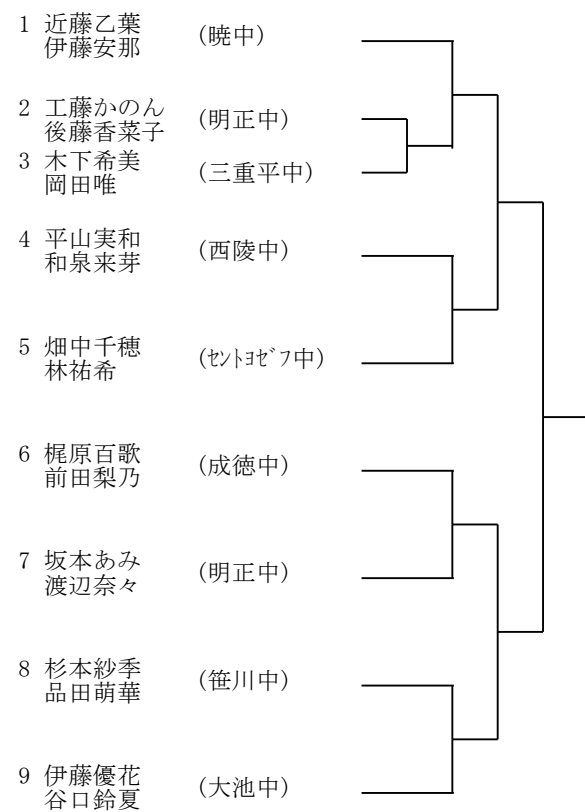 1 近藤乙葉
伊藤安那
(暁中)
2 工藤かのん
後藤香菜子
(明正中)
3 木下希美
岡田唯
(三重平中)
4 平山実和
和泉来芽
(西陵中)
5 畑中千穂
林祐希
(ｾﾝﾄﾖｾﾞﾌ中)
6 梶原百歌
前田梨乃
(成徳中)
7 坂本あみ
渡辺奈々
(明正中)
8 杉本紗季
品田萌華
(笹川中)
9 伊藤優花
谷口鈴夏
(大池中)